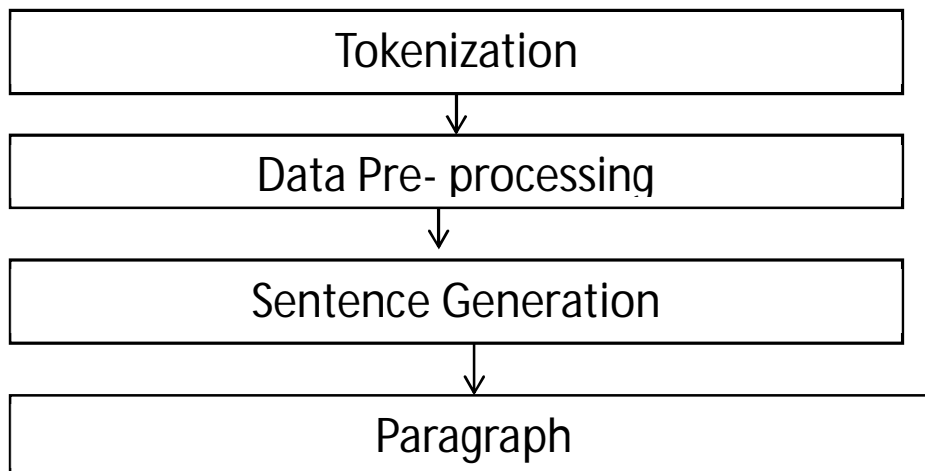 Tokenization
Data Pre- processing
Sentence Generation
Paragraph